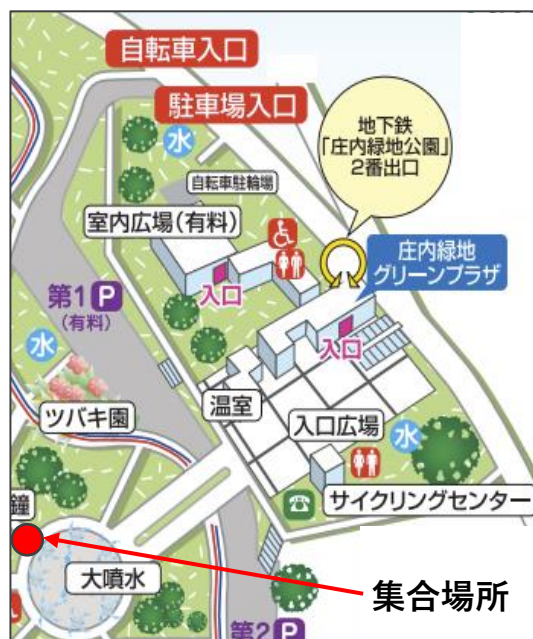 自転車入口
駐車場入口
地下鉄
「庄内緑地公園」
2番出口
水
自転車駐輪場
室内広場(有料)
庄内緑地
グリーンプラザ
入口
第1 P
(有料)
入口
水
温室
ツバキ園
入口広場
水
サイクリングセンター
鐘
大噴水
集合場所
第2 P